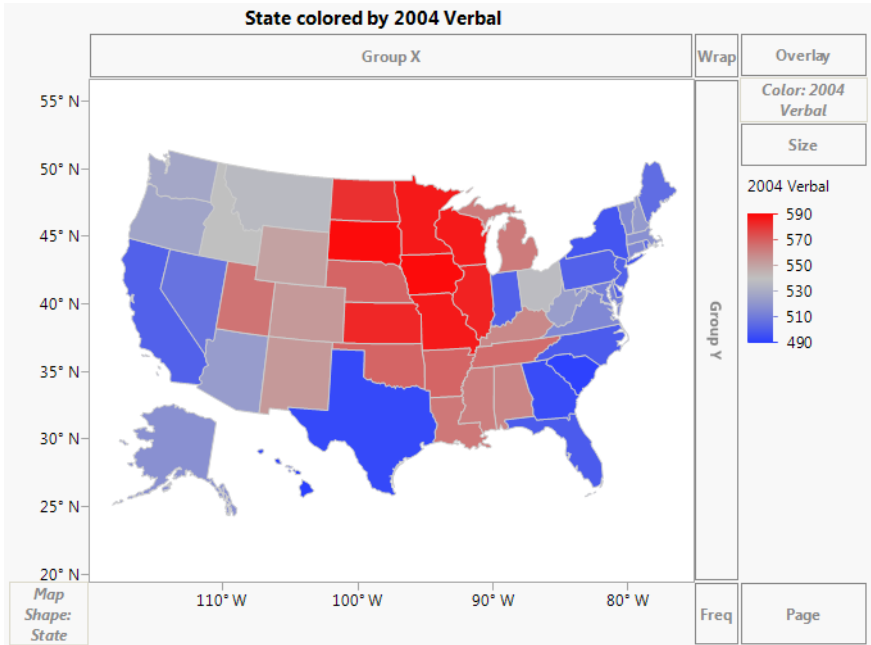 State colored by 2004 Verbal
Group X
Wrap
Overlay
Color: 2004
Verbal
Size
2004 Verbal
590
570
550
530
510
490
55° N
50° N
45° N
40° N
35° N
30° N
25° N
20° N
Group Y
110° W
100° W
90° W
80° W
Map
Shape:
State
Freq
Page